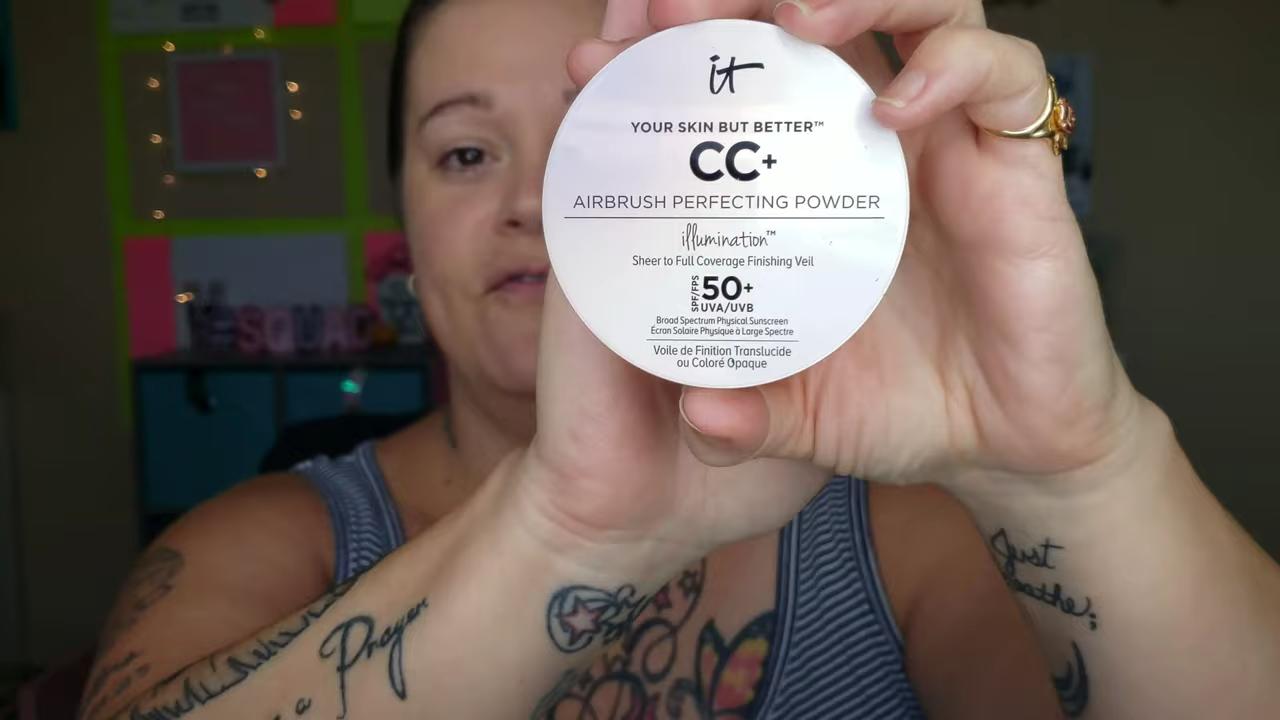 it
YOUR SKIN BUT BETTER™
CC+
AIRBRUSH PERFECTING POWDER
illumination™
Sheer to Full Coverage Finishing Veil
SPF/FPS
50+
UVA/UVB
Broad Spectrum Physical Sunscreen
Écran Solaire Physique à Large Spectre
Voile de Finition Translucide
ou Coloré Opaque
SQUAD
a Prayer
Just